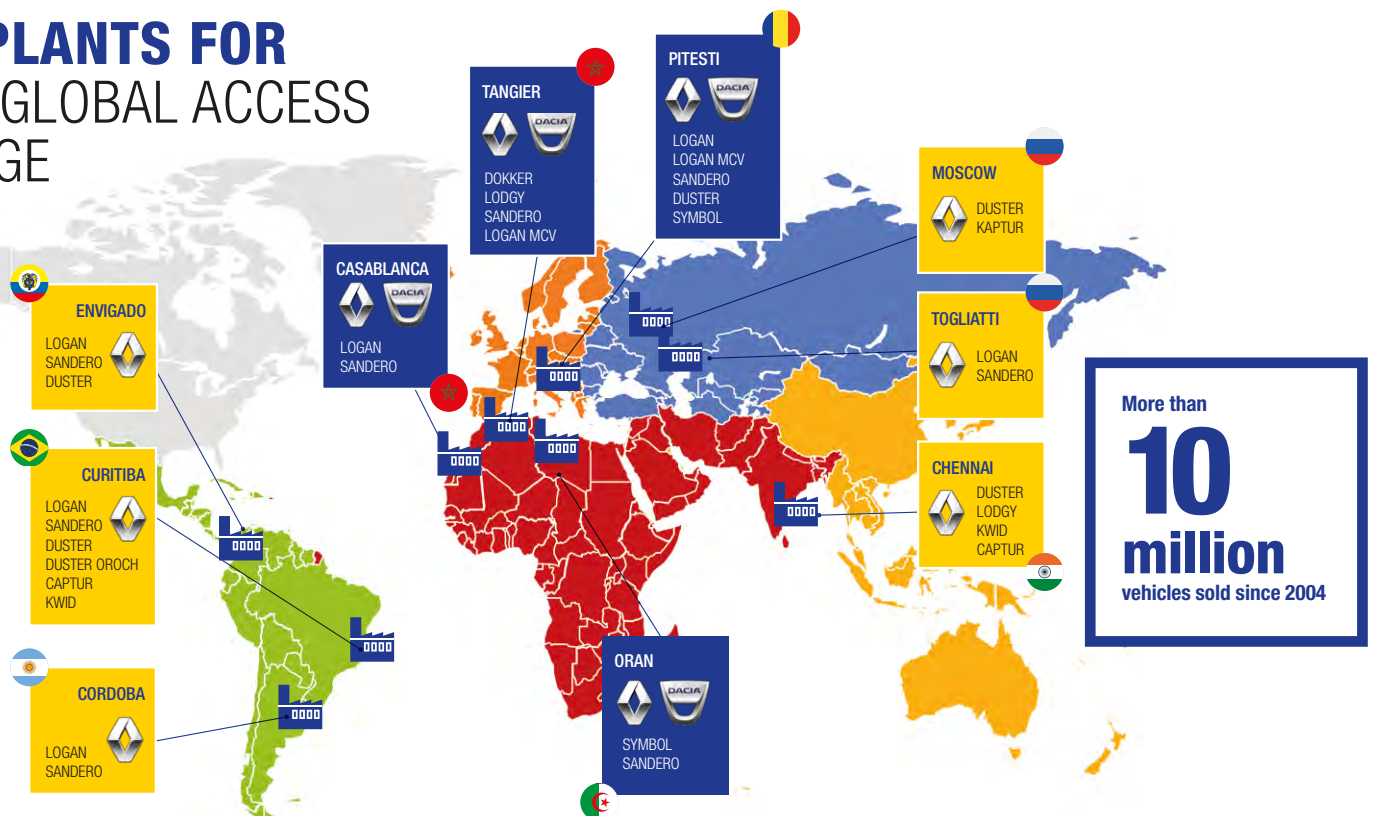 PLANTS FOR
GLOBAL ACCESS
GE
TANGIER
DACIA
DOKKER
LODGY
SANDERO
LOGAN MCV
PITESTI
DACIA
LOGAN
LOGAN MCV
SANDERO
DUSTER
SYMBOL
CASABLANCA
DACIA
LOGAN
SANDERO
MOSCOW
DUSTER
KAPTUR
TOGLIATTI
LOGAN
SANDERO
CHENNAI
DUSTER
LODGY
KWID
CAPTUR
ENVIGADO
LOGAN
SANDERO
DUSTER
CURITIBA
LOGAN
SANDERO
DUSTER
DUSTER OROCH
CAPTUR
KWID
CORDOBA
LOGAN
SANDERO
ORAN
DACIA
SYMBOL
SANDERO
More than
10
million
vehicles sold since 2004